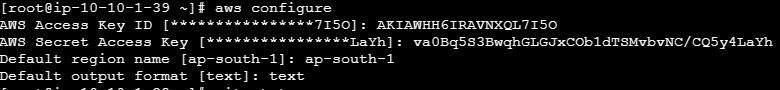 [root@ip-10-10-1-39 ~]# aws configure
AWS Access Key ID [****************7I5O]: AKIAWHH6IRAVNXQL7I5O
AWS Secret Access Key [****************LaYh]: 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
Default region name [ap-south-1]: ap-south-1
Default output format [text]: text